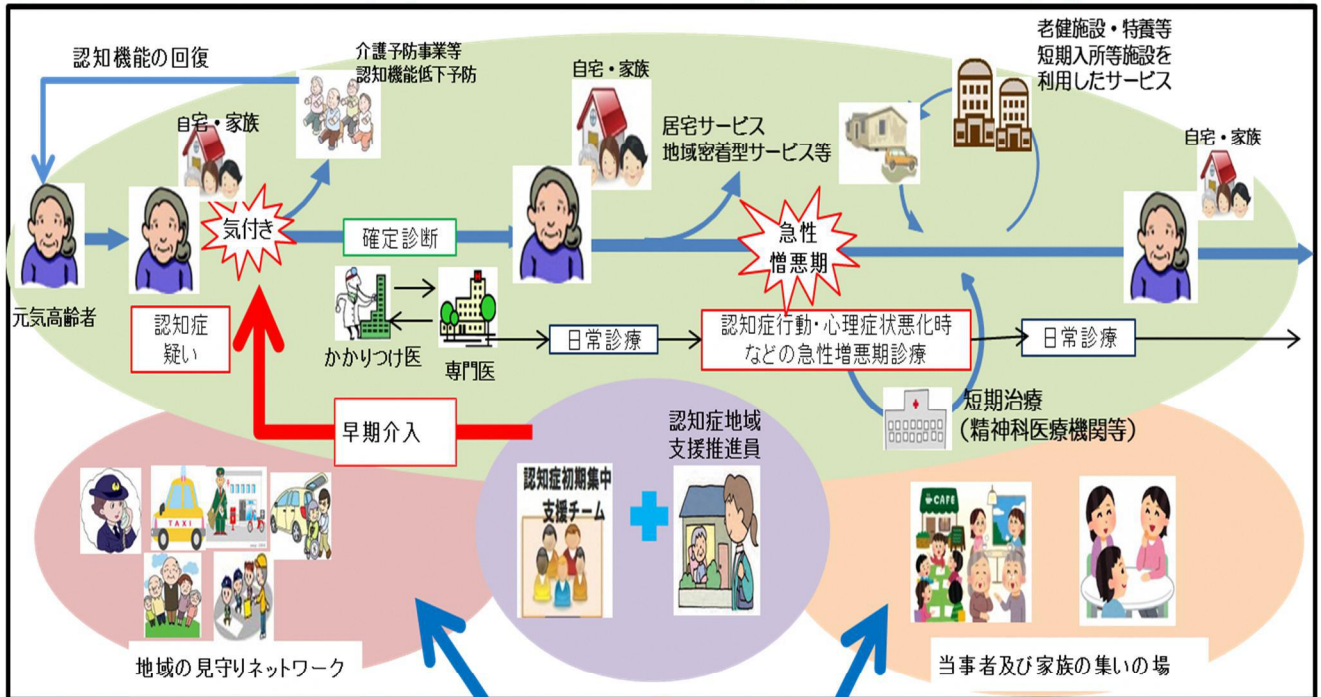 認知機能の回復
介護予防事業等
認知機能低下予防
自宅・家族
気付き
元気高齢者
認知症
疑い
確定診断
かかりつけ医
専門医
自宅・家族
居宅サービス
地域密着型サービス等
老健施設・特養等
短期入所等施設を
利用したサービス
急性
憎悪期
自宅・家族
日常診療
認知症行動・心理症状悪化時
などの急性増悪期診療
日常診療
短期治療
(精神科医療機関等)
早期介入
認知症地域
支援推進員
認知症初期集中
支援チーム
TAXI
CAFE
地域の見守りネットワーク
当事者及び家族の集いの場